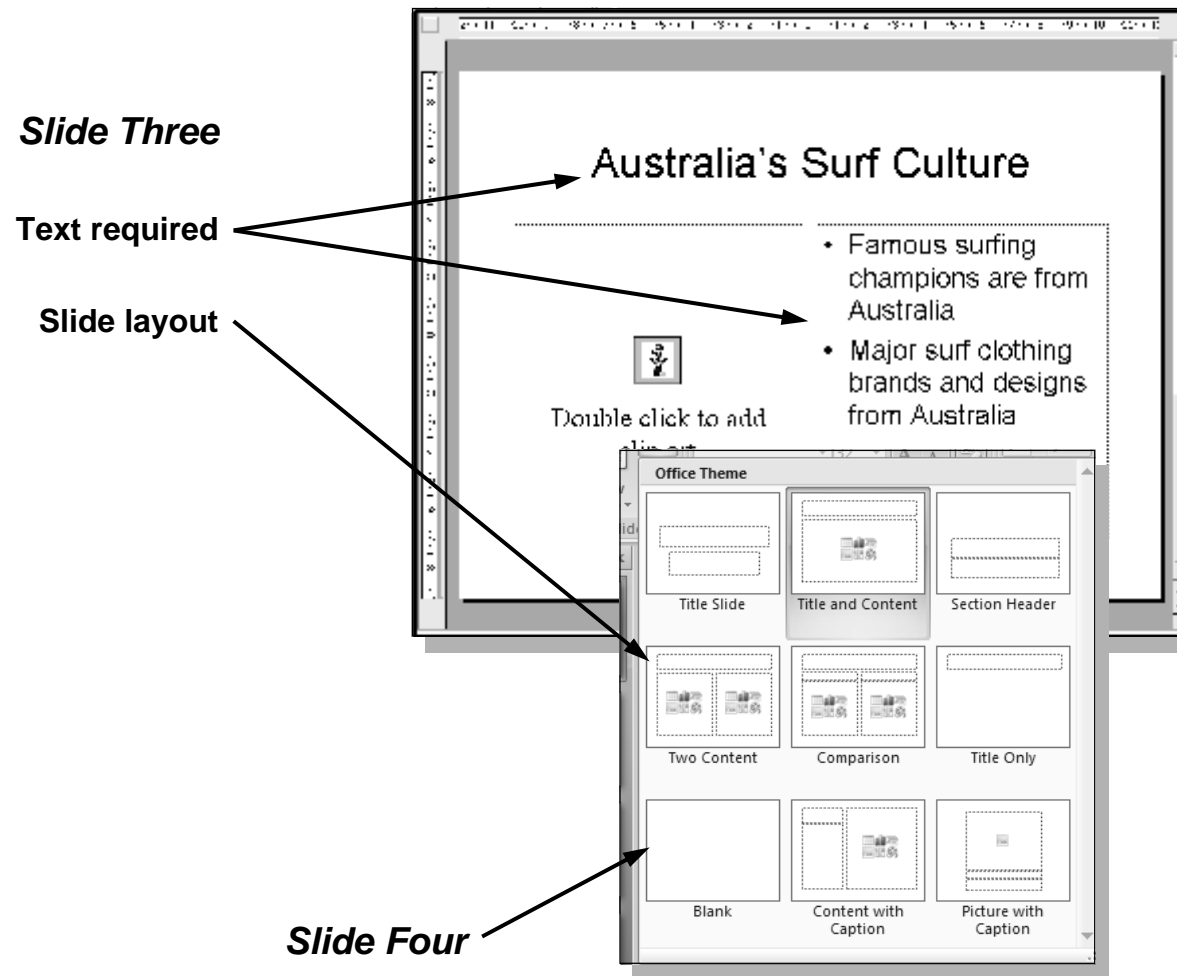 Slide Three
Australia's Surf Culture
Text required
• Famous surfing
champions are from
Australia
Slide layout
• Major surf clothing
brands and designs
from Australia
Double click to add
clip art
Office Theme
Title Slide
Title and Content
Section Header
Two Content
Comparison
Title Only
Blank
Content with
Caption
Picture with
Caption
Slide Four